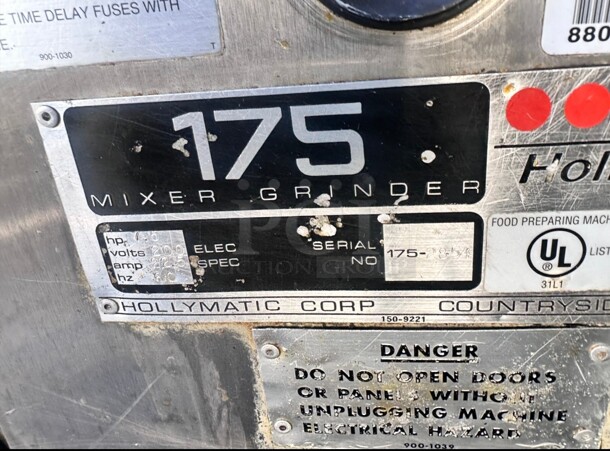 E TIME DELAY FUSES WITH
E.
900-1030
T
880
175
MIXER GRINDER
Holl
hp
volts
amp
hz
ELEC
SPEC
SERIAL
NO
175-
FOOD PREPARING MACH
UL
®
LIST
31L1
HOLLYMATIC CORP COUNTRYSI
150-9221
DANGER
DO NOT OPEN DOORS
OR PANELS WITHOUT
UNPLUGGING MACHINE
ELECTRICAL HAZARD
900-1039